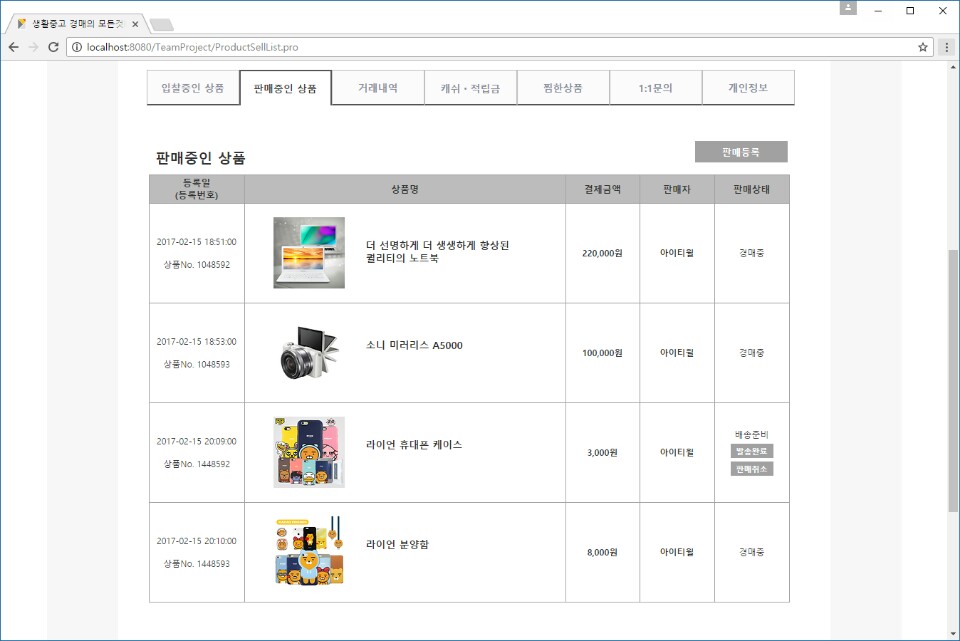 생활중고 경매의 모든것
localhost:8080/TeamProject/ProductSellList.pro
입찰중인 상품
판매중인 상품
거래내역
캐쉬 • 적립금
찜한상품
1:1문의
개인정보
판매중인 상품
판매등록
등록일
(등록번호)
상품명
결제금액
판매자
판매상태
2017-02-15 18:51:00
상품No. 1048592
더 선명하게 더 생생하게 향상된
퀄리티의 노트북
220,000원
아이티윌
경매중
2017-02-15 18:53:00
상품No. 1048593
소니 미러리스 A5000
100,000원
아이티윌
경매중
2017-02-15 20:09:00
상품No. 1448592
라이언 휴대폰 케이스
3,000원
아이티윌
배송준비
발송완료
판매취소
2017-02-15 20:10:00
상품No. 1448593
라이언 분양함
8,000원
아이티윌
경매중